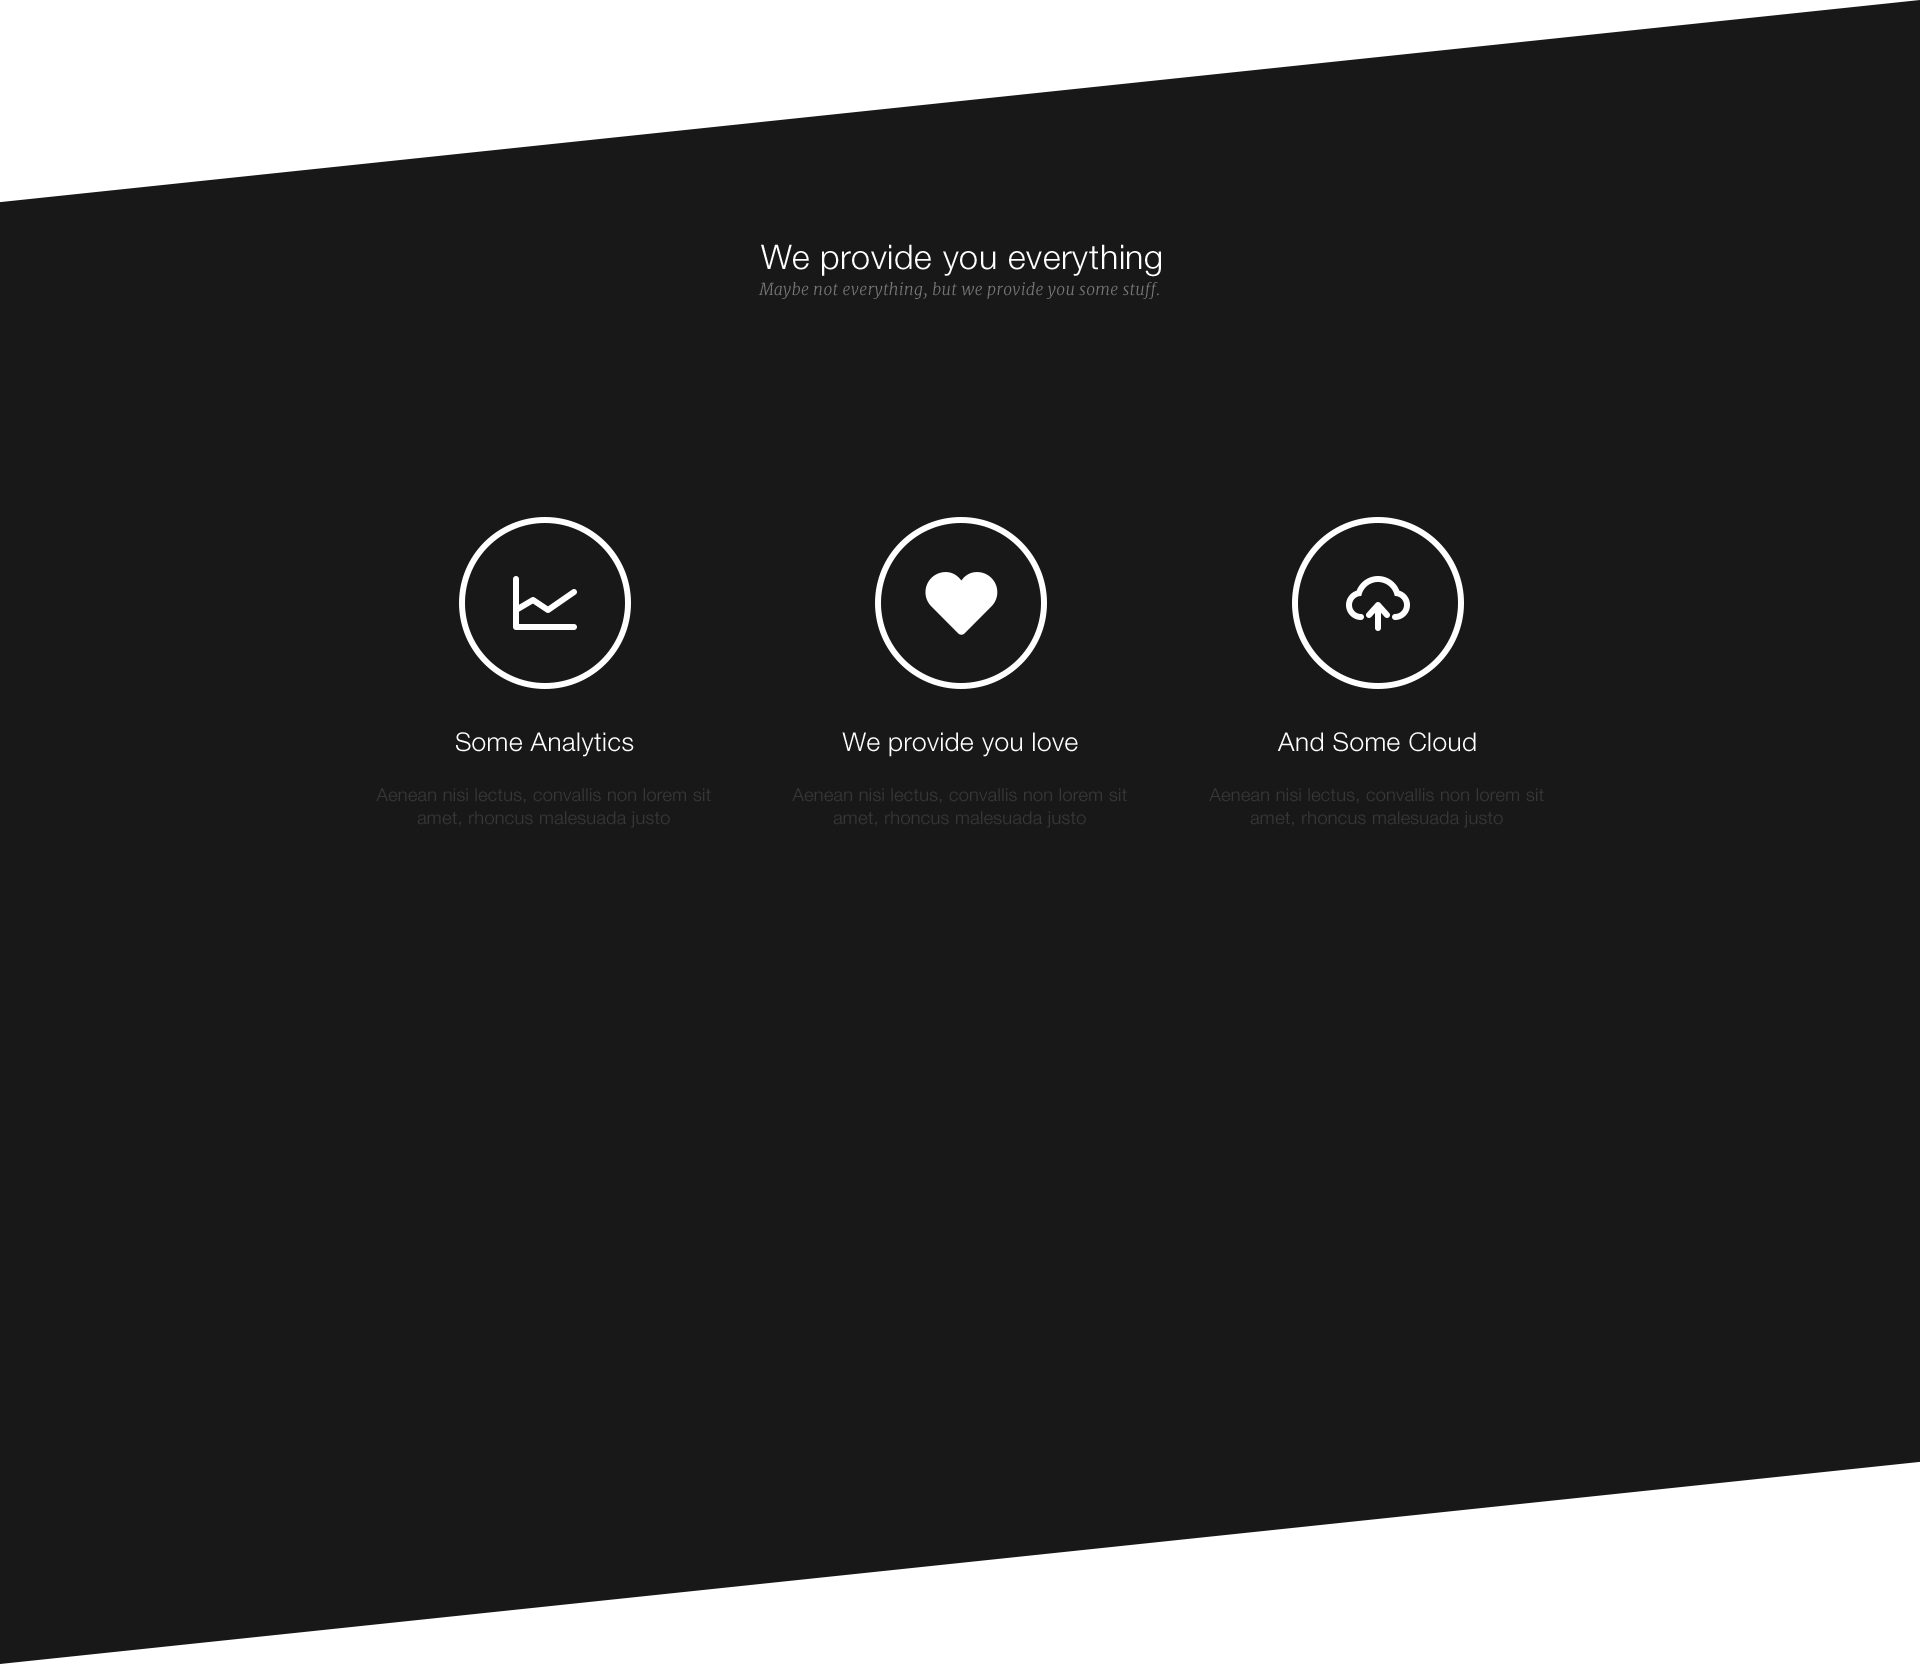 We provide you everything
Maybe not everything, but we provide you some stuff.
Some Analytics
Aenean nisi lectus, convallis non lorem sit
amet, rhoncus malesuada justo
We provide you love
Aenean nisi lectus, convallis non lorem sit
amet, rhoncus malesuada justo
And Some Cloud
Aenean nisi lectus, convallis non lorem sit
amet, rhoncus malesuada justo